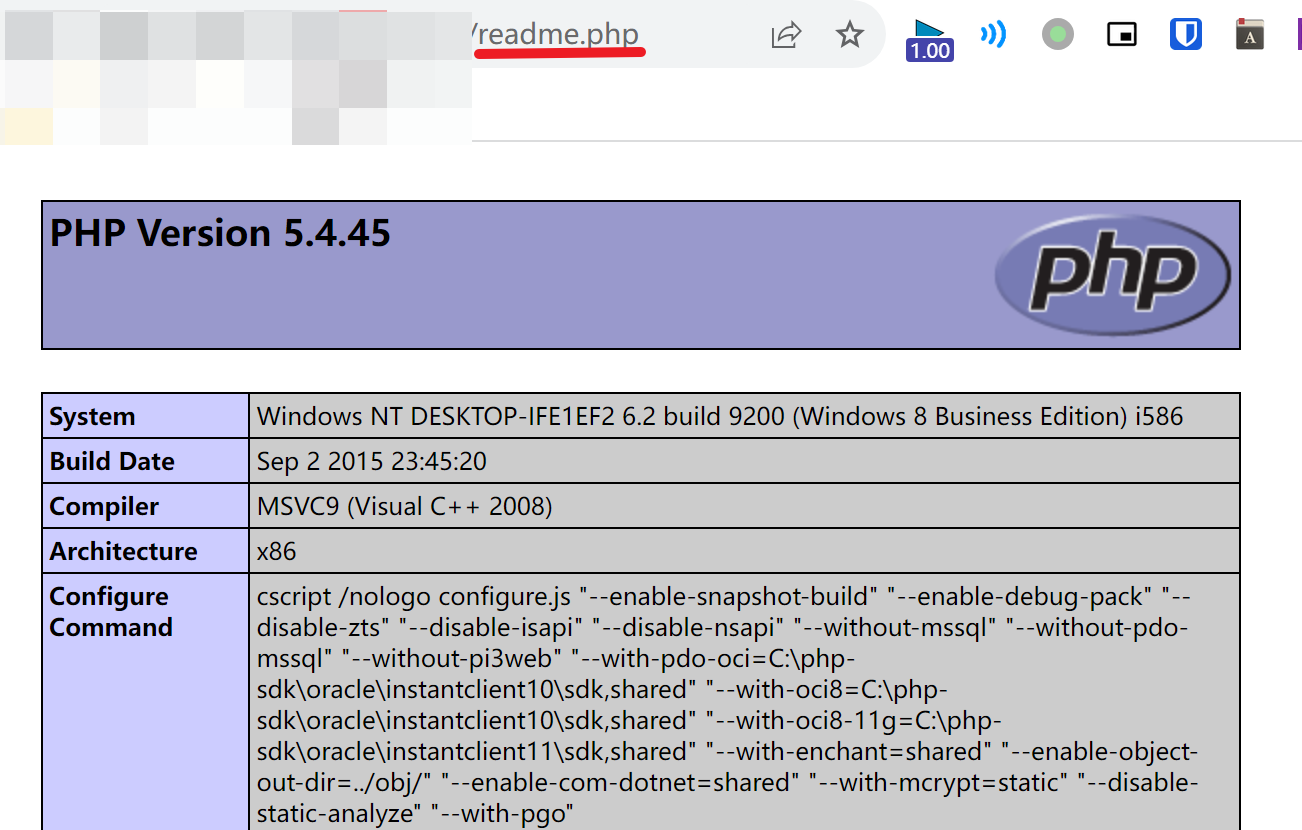 /readme.php
1.00
A
PHP Version 5.4.45
php
System Windows NT DESKTOP-IFE1EF2 6.2 build 9200 (Windows 8 Business Edition) i586
Build Date Sep 2 2015 23:45:20
Compiler MSVC9 (Visual C++ 2008)
Architecture x86
Configure Command
cscript /nologo configure.js "--enable-snapshot-build" "--enable-debug-pack" "--
disable-zts" "--disable-isapi" "--disable-nsapi" "--without-mssql" "--without-pdo-
mssql" "--without-pi3web" "--with-pdo-oci=C:\php-
sdk\oracle\instantclient10\sdk,shared" "--with-oci8=C:\php-
sdk\oracle\instantclient10\sdk,shared" "--with-oci8-11g=C:\php-
sdk\oracle\instantclient11\sdk,shared" "--with-enchant=shared" "--enable-object-
out-dir=../obj/" "--enable-com-dotnet=shared" "--with-mcrypt=static" "--disable-
static-analyze" "--with-pgo"